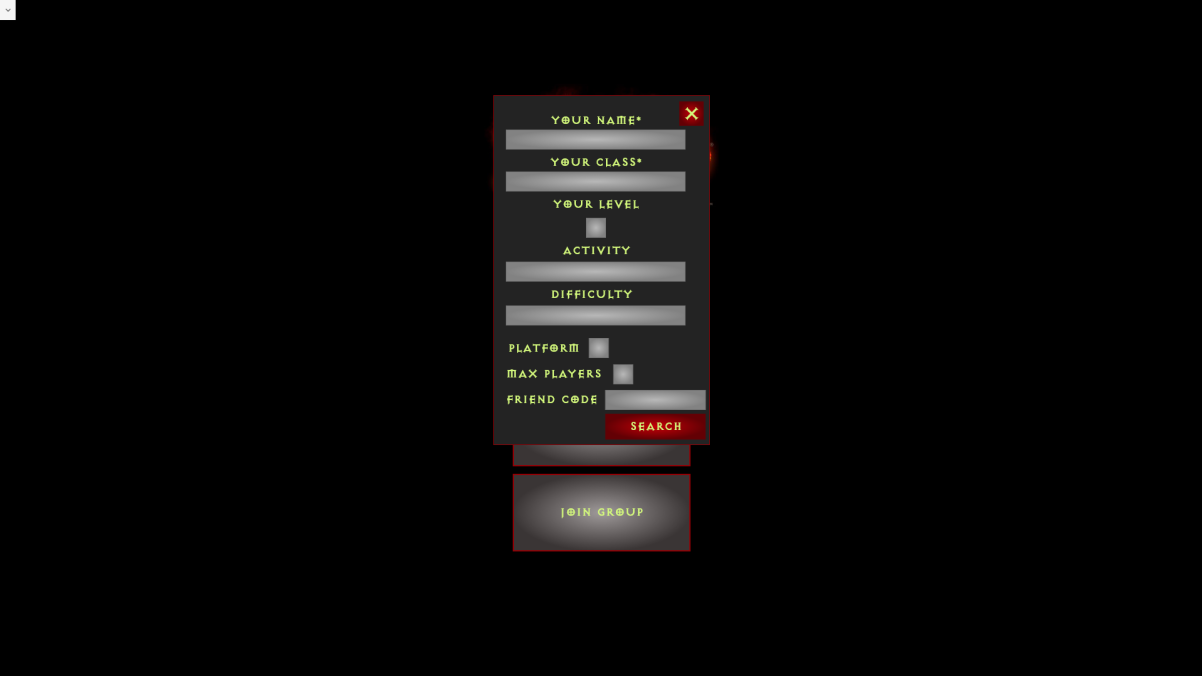 YOUR NAME*
YOUR CLASS*
YOUR LEVEL
ACTIVITY
DIFFICULTY
PLATFORM
MAX PLAYERS
FRIEND CODE
SEARCH
JOIN GROUP